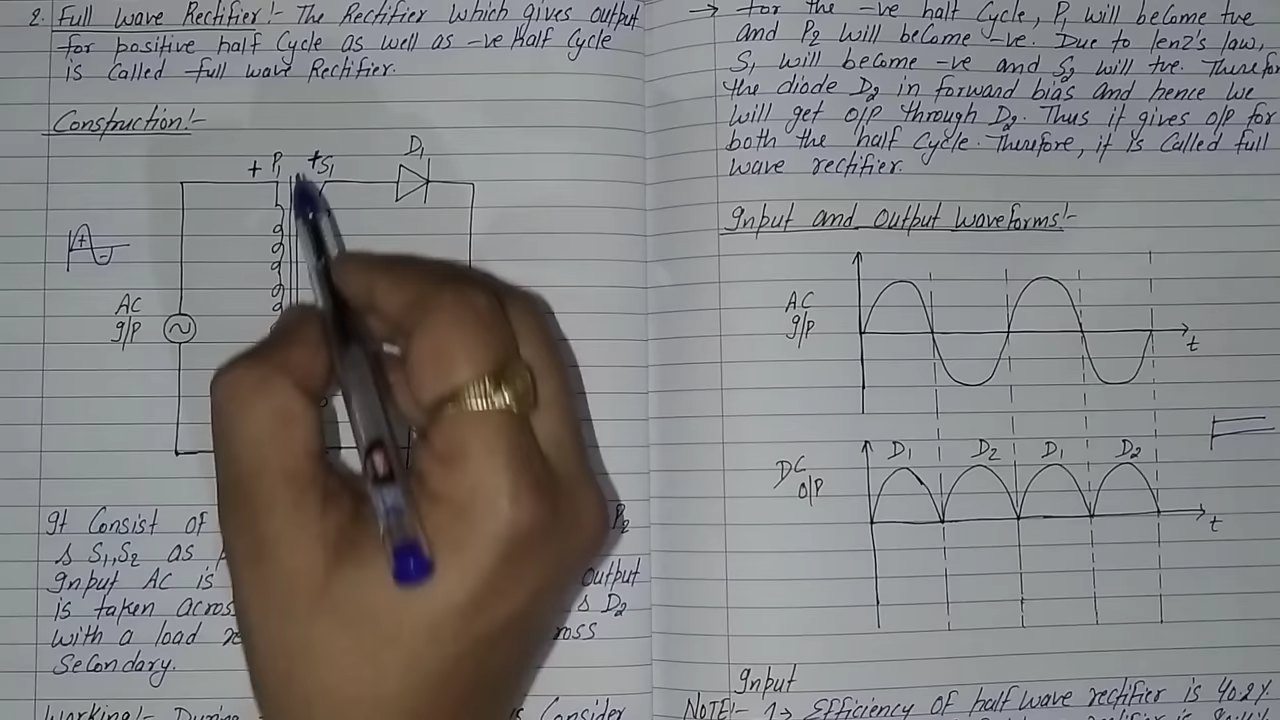 2. Full wave Rectifier!- The Rectifier which gives output
for positive half Cycle as well as -ve Half Cycle
is Called full wave Rectifier.
Construction!-
D1
+ P1 +S1
AC
g/P
It Consist of P2
& S1,S2 as
Input AC is output
is taken across & D2
with a load
Secondary.
Working!- During is Consider
→ for the -ve half Cycle, P1 will become +ve
and P2 will become -ve. Due to lenz's law,
S1 will become -ve and S2 will +ve. Therefor
the diode D2 in forward bias and hence we
will get O/P through D2. Thus it gives O/P for
both the half Cycle. Therefore, it is Called full
wave rectifier.
Input and Output Waveforms!-
AC
g/P
t
D1 D2 D1 D2
DC
O/P
t
Input
NOTE!- 1→ Efficiency of half wave rectifier is 40.2%